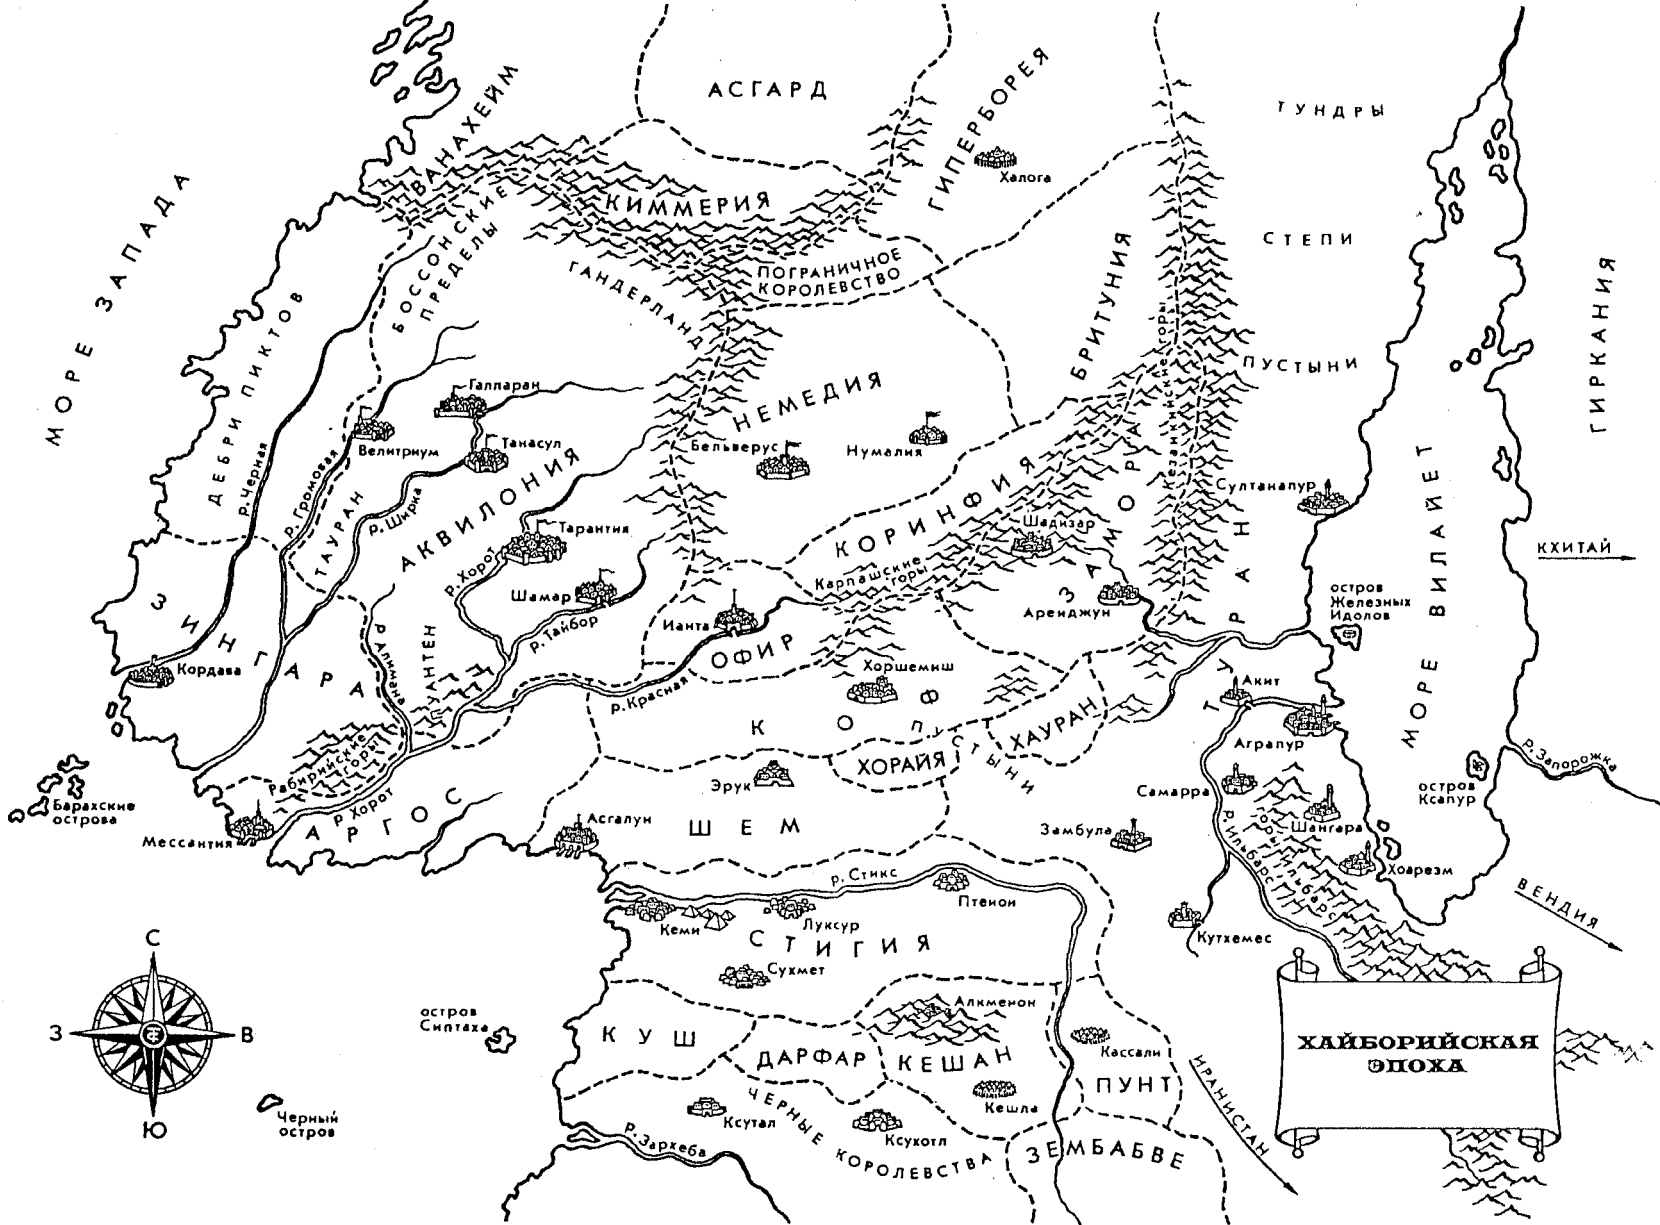 АСГАРД
ГИПЕРБОРЕЯ
ТУНДРЫ
ВАНАХЕЙМ
Халога
МОРЕ ЗАПАДА
КИММЕРИЯ
БОССОНСКИЕ
ПРЕДЕЛЫ
СТЕПИ
ПОГРАНИЧНОЕ
КОРОЛЕВСТВО
ГАНДЕРЛАНД
БРИТУНИЯ
ГИРКАНИЯ
ДЕБРИ ПИКТОВ
ПУСТЫНИ
Галпаран
НЕМЕДИЯ
Велитриум
Танасул
Бельверус
Нумалия
р.Черная
р. Громовая
ТАУРАН
р. Ширка
АКВИЛОНИЯ
КОРИНФИЯ
Султанапур
Шадизар
ЗАМОРА
Тарантия
КХИТАЙ
р. Хорот
Карпашские
горы
Шамар
р. Тайбор
Ианта
Аренджун
остров
Железных
Идолов
МОРЕ ВИЛАЙЕТ
ЗИНГАРА
Кордава
р. Алимана
ПУАНТЕН
ОФИР
р. Красная
Хоршемиш
КОФ
ПУСТЫНИ
ХАУРАН
ТУРАН
Акит
Аграпур
ХОРАЙЯ
р. Запорожка
Рабирийские
горы
Барахские
острова
Эрук
Самарра
остров
Ксапур
р. Хорот
АРГОС
Мессантия
Асгалун
ШЕМ
Замбула
р. Ильбарс
горы Ильбарс
Шангара
Хоарезм
р. Стикс
Птейон
ВЕНДИЯ
Кеми
Луксур
СТИГИЯ
Кутхемес
Сухмет
С
З
В
Ю
остров
Сиптаха
Алкменон
КУШ
ДАРФАР
КЕШАН
Кассали
ПУНТ
ХАЙБОРИЙСКАЯ
ЭПОХА
ИРАНИСТАН
Черный
остров
Ксутал
ЧЕРНЫЕ
КОРОЛЕВСТВА
Ксухотл
Кешла
р. Зархеба
ЗЕМБАБВЕ